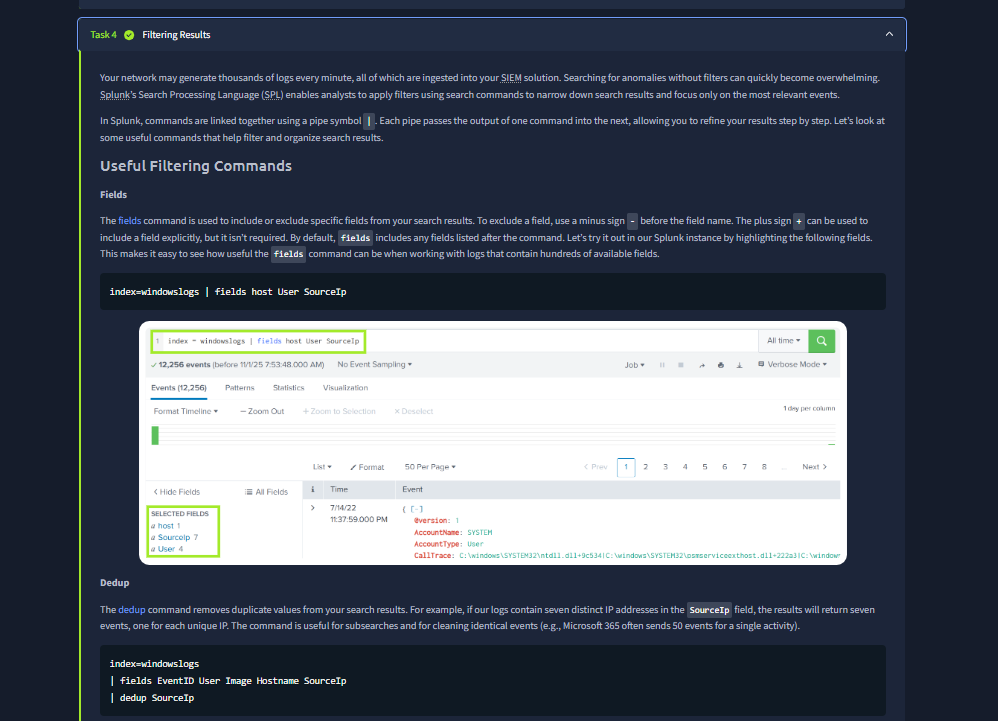 Task 4 Filtering Results
Your network may generate thousands of logs every minute, all of which are ingested into your SIEM solution. Searching for anomalies without filters can quickly become overwhelming.
Splunk's Search Processing Language (SPL) enables analysts to apply filters using search commands to narrow down search results and focus only on the most relevant events.
In Splunk, commands are linked together using a pipe symbol | . Each pipe passes the output of one command into the next, allowing you to refine your results step by step. Let's look at
some useful commands that help filter and organize search results.
Useful Filtering Commands
Fields
The fields command is used to include or exclude specific fields from your search results. To exclude a field, use a minus sign - before the field name. The plus sign + can be used to
include a field explicitly, but it isn't required. By default, fields includes any fields listed after the command. Let's try it out in our Splunk instance by highlighting the following fields.
This makes it easy to see how useful the fields command can be when working with logs that contain hundreds of available fields.
index=windowslogs | fields host User SourceIp
1 index = windowslogs | fields host User SourceIp All time
12,256 events (before 11/1/25 7:53:48.000 AM) No Event Sampling Job Verbose Mode
Events (12,256) Patterns Statistics Visualization
Format Timeline − Zoom Out + Zoom to Selection × Deselect 1 day per column
List Format 50 Per Page < Prev 1 2 3 4 5 6 7 8 ... Next >
< Hide Fields All Fields i Time Event
SELECTED FIELDS
a host 1
a SourceIp 7
a User 4
> 7/14/22
11:37:59.000 PM
{ [-]
@version: 1
AccountName: SYSTEM
AccountType: User
CallTrace: C:\windows\SYSTEM32\ntdll.dll+9c534|C:\windows\SYSTEM32\pamserviceexthost.dll+222a3|C:\window
Dedup
The dedup command removes duplicate values from your search results. For example, if our logs contain seven distinct IP addresses in the SourceIp field, the results will return seven
events, one for each unique IP. The command is useful for subsearches and for cleaning identical events (e.g., Microsoft 365 often sends 50 events for a single activity).
index=windowslogs
| fields EventID User Image Hostname SourceIp
| dedup SourceIp